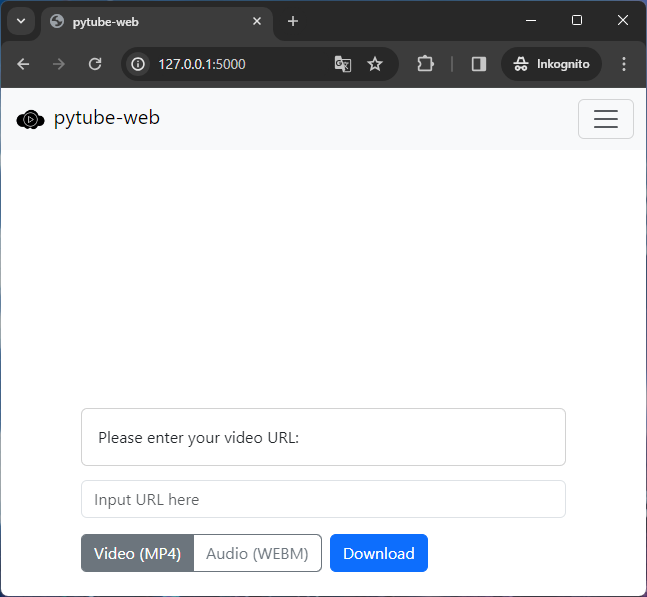 pytube-web
127.0.0.1:5000
Inkognito
pytube-web
Please enter your video URL:
Input URL here
Video (MP4) Audio (WEBM) Download